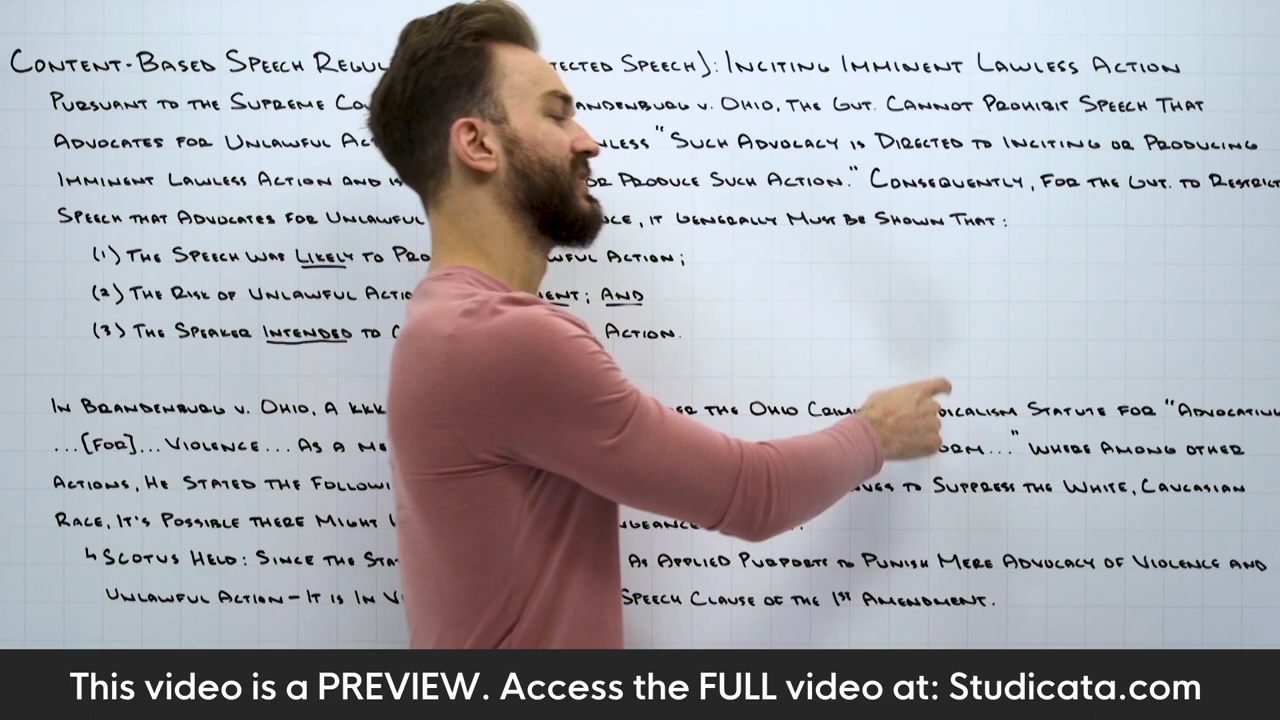 CONTENT-BASED SPEECH REGUL TECTED SPEECH]: INCITING IMMINENT LAWLESS ACTION
PURSUANT TO THE SUPREME CO ANDENBURG V. OHIO, THE GVT. CANNOT PROHIBIT SPEECH THAT
ADVOCATES FOR UNLAWFUL AC NLESS "SUCH ADVOCACY IS DIRECTED TO INCITING OR PRODUCING
IMMINENT LAWLESS ACTION AND IS OR PRODUCE SUCH ACTION." CONSEQUENTLY, FOR THE GVT. TO RESTRICT
SPEECH THAT ADVOCATES FOR UNLAWFUL CE, IT GENERALLY MUST BE SHOWN THAT:
(1) THE SPEECH WAS LIKELY TO PRO WFUL ACTION;
(2) THE RISK OF UNLAWFUL ACTIO ENT; AND
(3) THE SPEAKER INTENDED TO ACTION.
IN BRANDENBURG V. OHIO, A KKK ER THE OHIO CRIM DICALISM STATUTE FOR "ADVOCATING
...[FOR]... VIOLENCE... AS A ME ORM..." WHERE AMONG OTHER
ACTIONS, HE STATED THE FOLLOWI UES TO SUPPRESS THE WHITE, CAUCASIAN
RACE, IT'S POSSIBLE THERE MIGHT NGEANCE
↳ SCOTUS HELD: SINCE THE STA AS APPLIED PURPORTS TO PUNISH MERE ADVOCACY OF VIOLENCE AND
UNLAWFUL ACTION - IT IS IN V SPEECH CLAUSE OF THE 1ST AMENDMENT.
This video is a PREVIEW. Access the FULL video at: Studicata.com